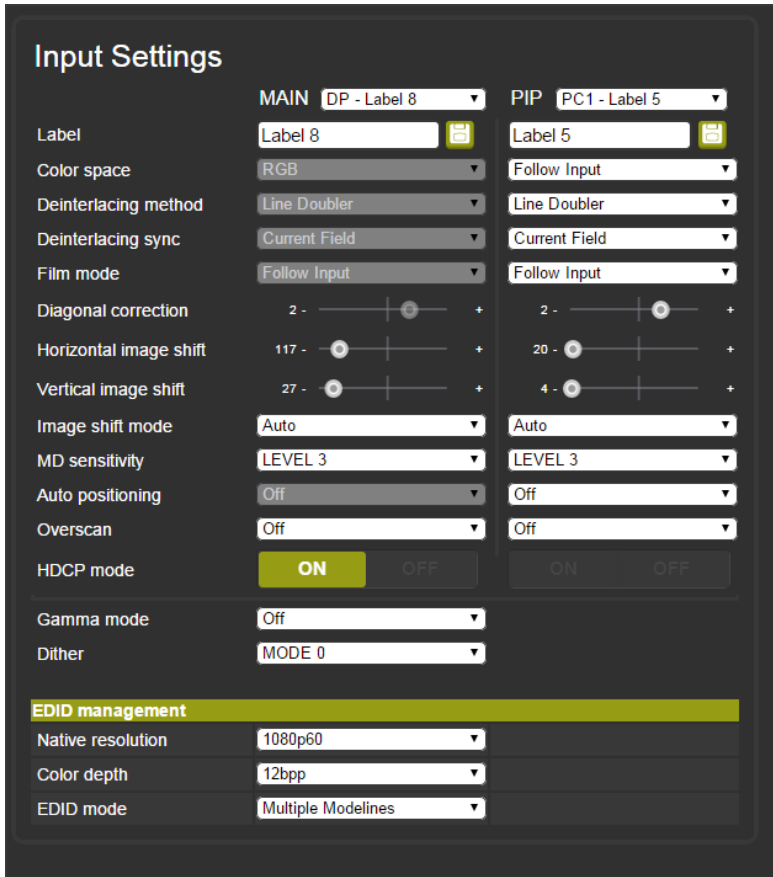 Input Settings
MAIN DP - Label 8 PIP PC1 - Label 5
Label Label 8 Label 5
Color space RGB Follow Input
Deinterlacing method Line Doubler Line Doubler
Deinterlacing sync Current Field Current Field
Film mode Follow Input Follow Input
Diagonal correction 2 - + 2 - +
Horizontal image shift 117 - + 20 - +
Vertical image shift 27 - + 4 - +
Image shift mode Auto Auto
MD sensitivity LEVEL 3 LEVEL 3
Auto positioning Off Off
Overscan Off Off
HDCP mode ON OFF ON OFF
Gamma mode Off
Dither MODE 0
EDID management
Native resolution 1080p60
Color depth 12bpp
EDID mode Multiple Modelines